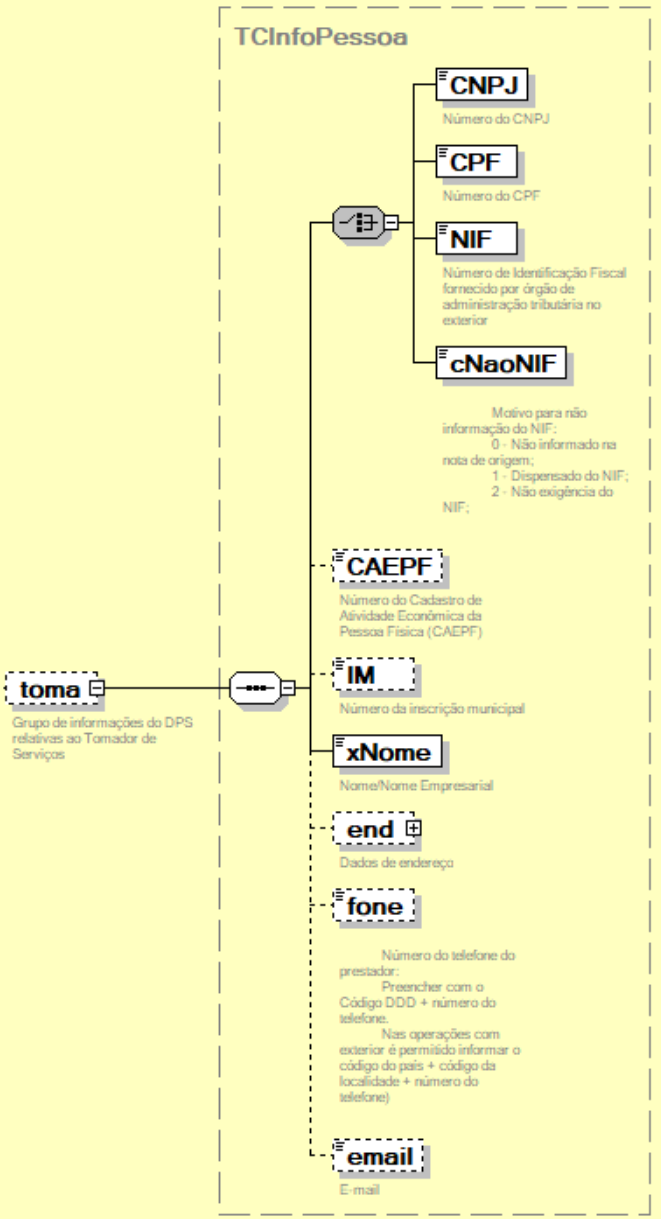 TCInfoPessoa
CNPJ
Número do CNPJ
CPF
Número do CPF
NIF
Número de Identificação Fiscal
fornecido por órgão de
administração tributária no
exterior
cNaoNIF
Motivo para não
informação do NIF:
0 - Não informado na
nota de origem;
1 - Dispensado do NIF;
2 - Não exigência do
NIF;
CAEPF
Número do Cadastro de
Atividade Econômica da
Pessoa Física (CAEPF)
IM
Número da inscrição municipal
toma
Grupo de informações do DPS
relativas ao Tomador de
Serviços
xNome
Nome/Nome Empresarial
end
Dados de endereço
fone
Número do telefone do
prestador:
Preencher com o
Código DDD + número do
telefone.
Nas operações com
exterior é permitido informar o
código do país + código da
localidade + número do
telefone)
email
E-mail